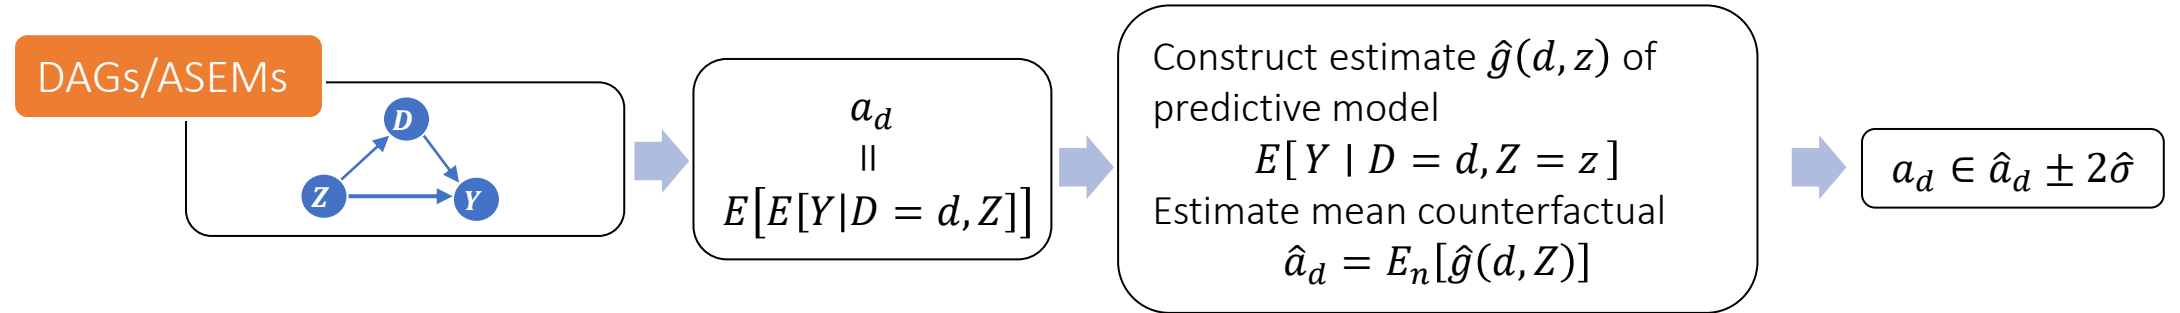 DAGs/ASEMs
D
Z
Y
a_d
=
E[E[Y|D = d, Z]]
Construct estimate ĝ(d, z) of
predictive model
E[ Y | D = d, Z = z ]
Estimate mean counterfactual
â_d = E_n[ĝ(d, Z)]
a_d ∈ â_d ± 2σ̂